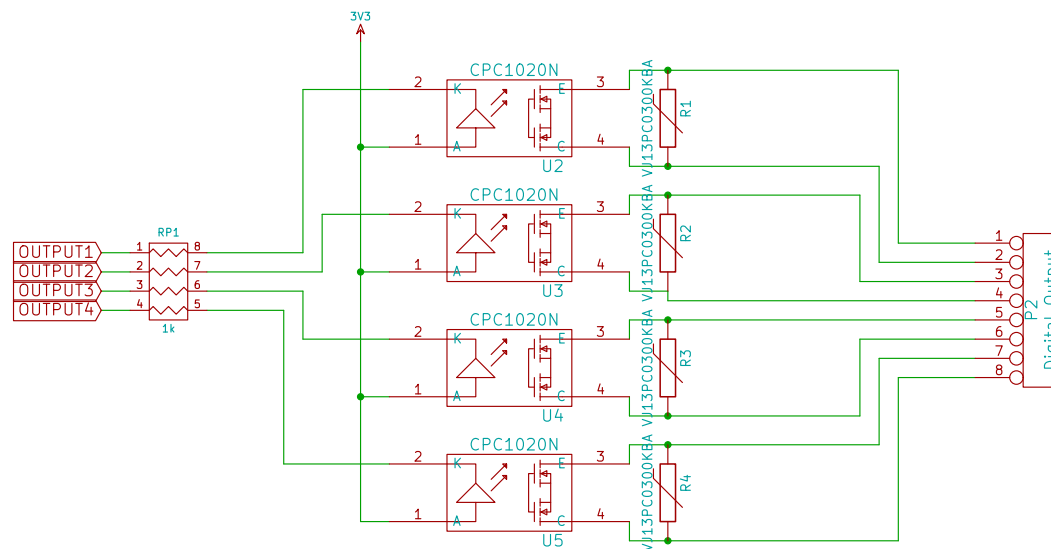 3V3
CPC1020N
2
K
E
3
1
A
C
4
U2
VJ13PC0300KBA
R1
CPC1020N
2
K
E
3
1
A
C
4
U3
VJ13PC0300KBA
R2
RP1
OUTPUT1
1
8
OUTPUT2
2
7
OUTPUT3
3
6
OUTPUT4
4
5
1k
CPC1020N
2
K
E
3
1
A
C
4
U4
VJ13PC0300KBA
R3
CPC1020N
2
K
E
3
1
A
C
4
U5
VJ13PC0300KBA
R4
1
2
3
4
5
6
7
8
P2
Digital Output